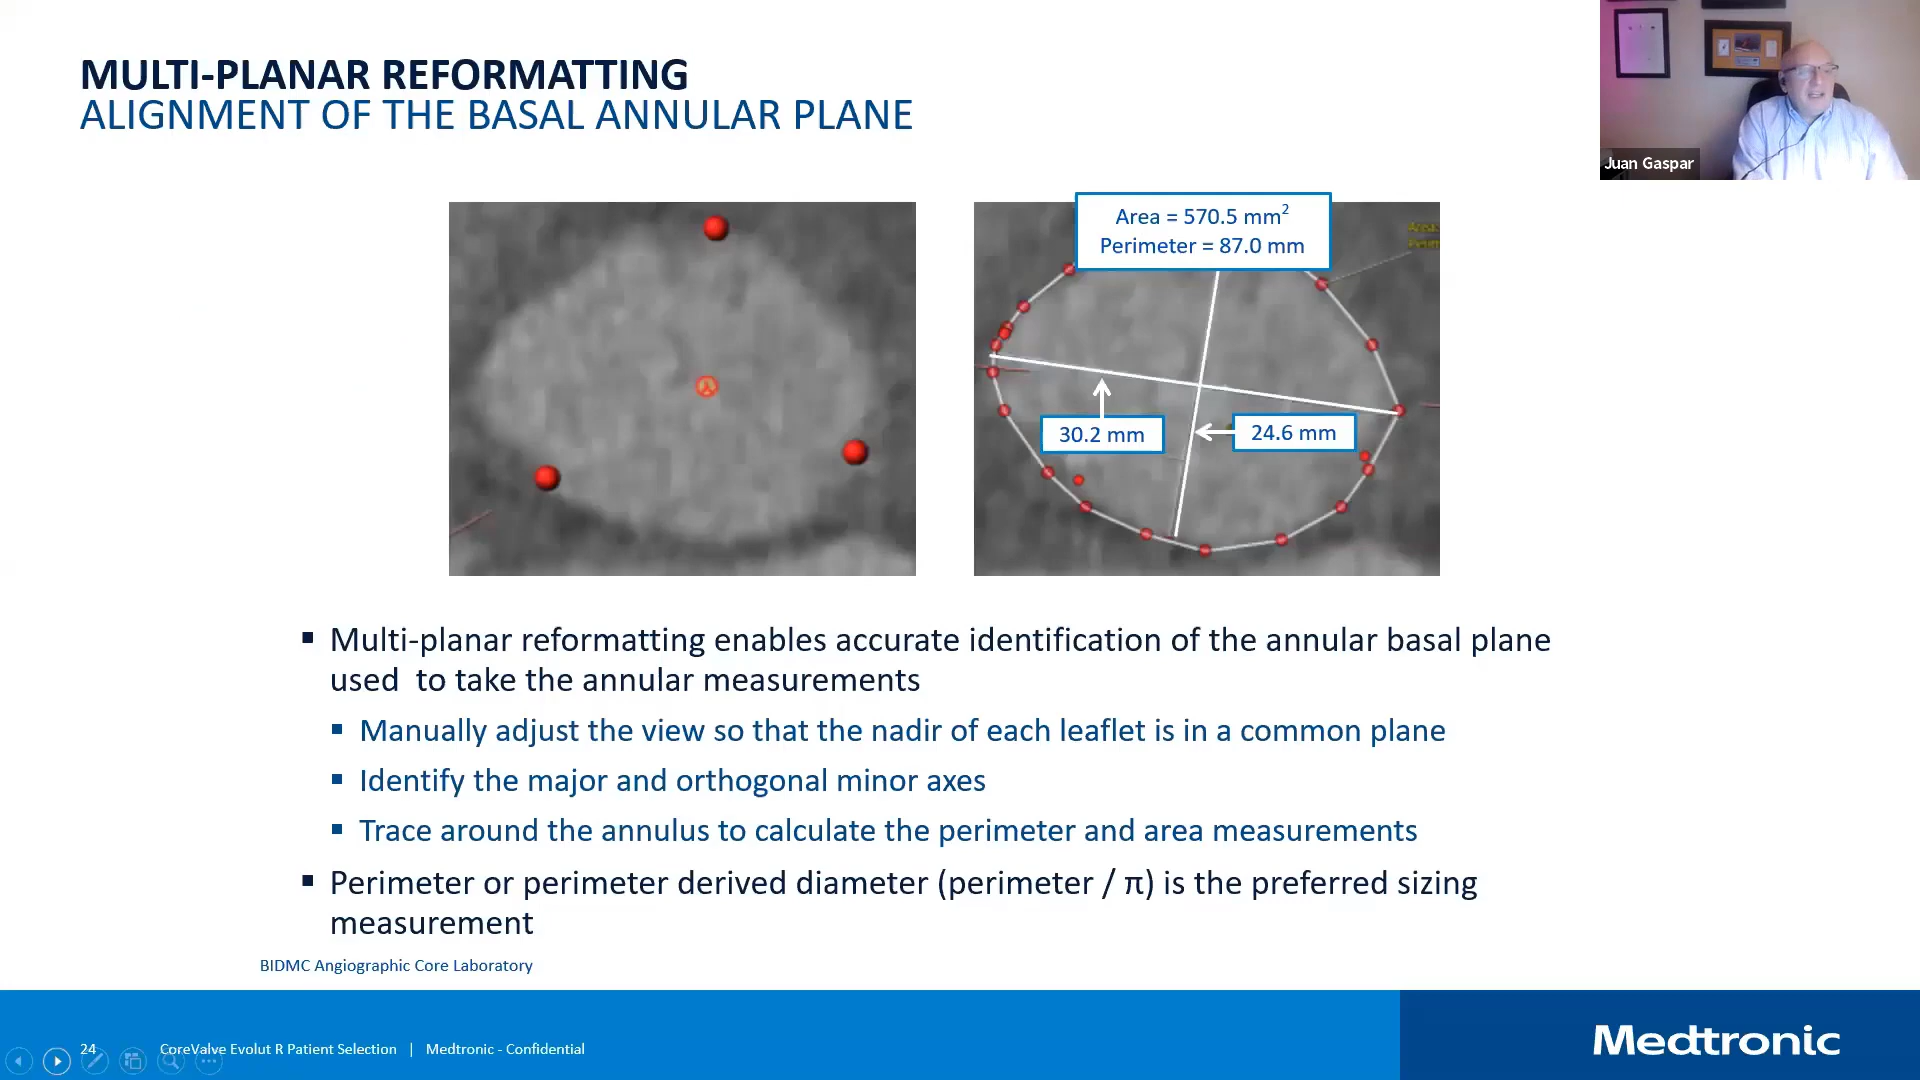 MULTI-PLANAR REFORMATTING
ALIGNMENT OF THE BASAL ANNULAR PLANE
Juan Gaspar
Area = 570.5 mm²
Perimeter = 87.0 mm
30.2 mm
24.6 mm
▪ Multi-planar reformatting enables accurate identification of the annular basal plane
used  to take the annular measurements
▪ Manually adjust the view so that the nadir of each leaflet is in a common plane
▪ Identify the major and orthogonal minor axes
▪ Trace around the annulus to calculate the perimeter and area measurements
▪ Perimeter or perimeter derived diameter (perimeter / π) is the preferred sizing
measurement
BIDMC Angiographic Core Laboratory
24
CoreValve Evolut R Patient Selection | Medtronic - Confidential
Medtronic